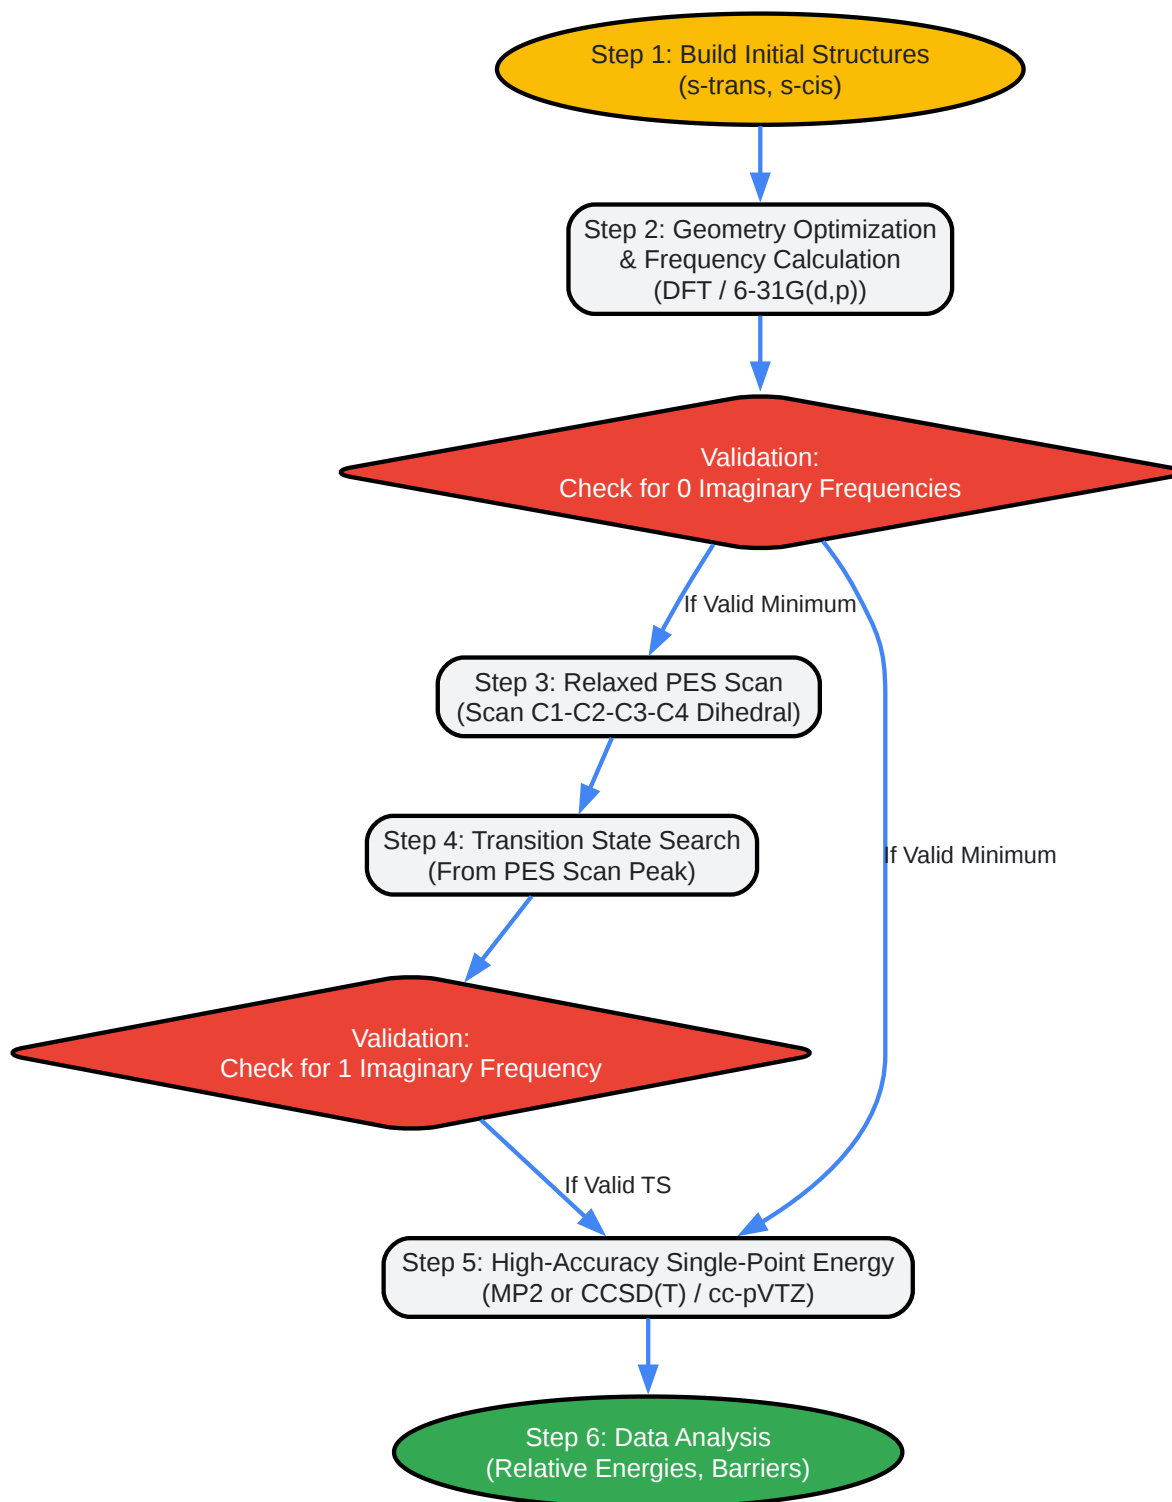 Step 1: Build Initial Structures
(s-trans, s-cis)
Step 2: Geometry Optimization
& Frequency Calculation
(DFT / 6-31G(d,p))
Validation:
Check for 0 Imaginary Frequencies
If Valid Minimum
Step 3: Relaxed PES Scan
(Scan C1-C2-C3-C4 Dihedral)
Step 4: Transition State Search
(From PES Scan Peak)
If Valid Minimum
Validation:
Check for 1 Imaginary Frequency
If Valid TS
Step 5: High-Accuracy Single-Point Energy
(MP2 or CCSD(T) / cc-pVTZ)
Step 6: Data Analysis
(Relative Energies, Barriers)